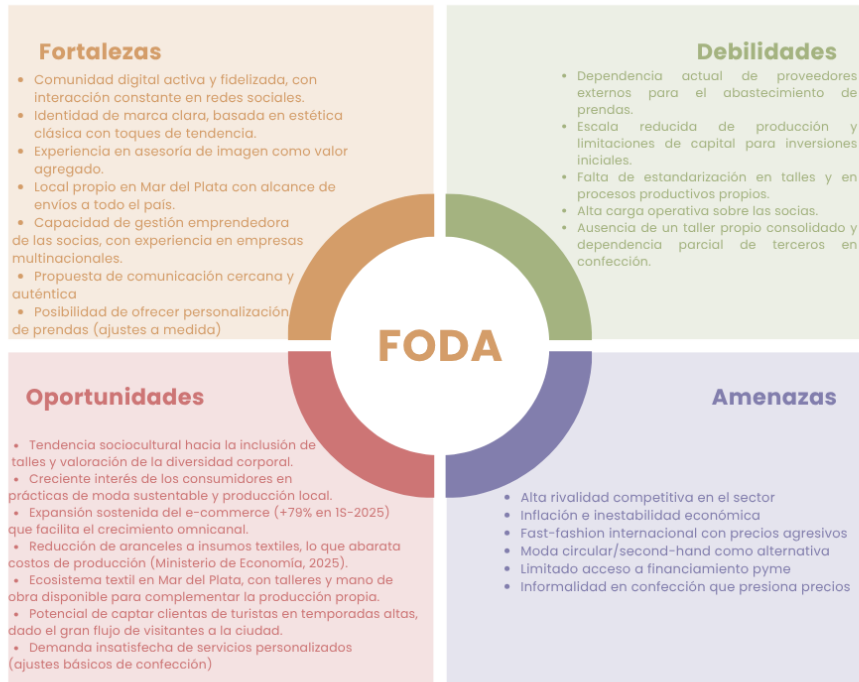 Fortalezas
• Comunidad digital activa y fidelizada, con
interacción constante en redes sociales.
• Identidad de marca clara, basada en estética
clásica con toques de tendencia.
• Experiencia en asesoría de imagen como valor
agregado.
• Local propio en Mar del Plata con alcance de
envíos a todo el país.
• Capacidad de gestión emprendedora
de las socias, con experiencia en empresas
multinacionales.
• Propuesta de comunicación cercana y
auténtica
• Posibilidad de ofrecer personalización
de prendas (ajustes a medida)
Debilidades
• Dependencia actual de proveedores
externos para el abastecimiento de
prendas.
• Escala reducida de producción y
limitaciones de capital para inversiones
iniciales.
• Falta de estandarización en talles y en
procesos productivos propios.
• Alta carga operativa sobre las socias.
• Ausencia de un taller propio consolidado y
dependencia parcial de terceros en
confección.
FODA
Oportunidades
• Tendencia sociocultural hacia la inclusión de
talles y valoración de la diversidad corporal.
• Creciente interés de los consumidores en
prácticas de moda sustentable y producción local.
• Expansión sostenida del e-commerce (+79% en 1S-2025)
que facilita el crecimiento omnicanal.
• Reducción de aranceles a insumos textiles, lo que abarata
costos de producción (Ministerio de Economía, 2025).
• Ecosistema textil en Mar del Plata, con talleres y mano de
obra disponible para complementar la producción propia.
• Potencial de captar clientas de turistas en temporadas altas,
dado el gran flujo de visitantes a la ciudad.
• Demanda insatisfecha de servicios personalizados
(ajustes básicos de confección)
Amenazas
• Alta rivalidad competitiva en el sector
• Inflación e inestabilidad económica
• Fast-fashion internacional con precios agresivos
• Moda circular/second-hand como alternativa
• Limitado acceso a financiamiento pyme
• Informalidad en confección que presiona precios